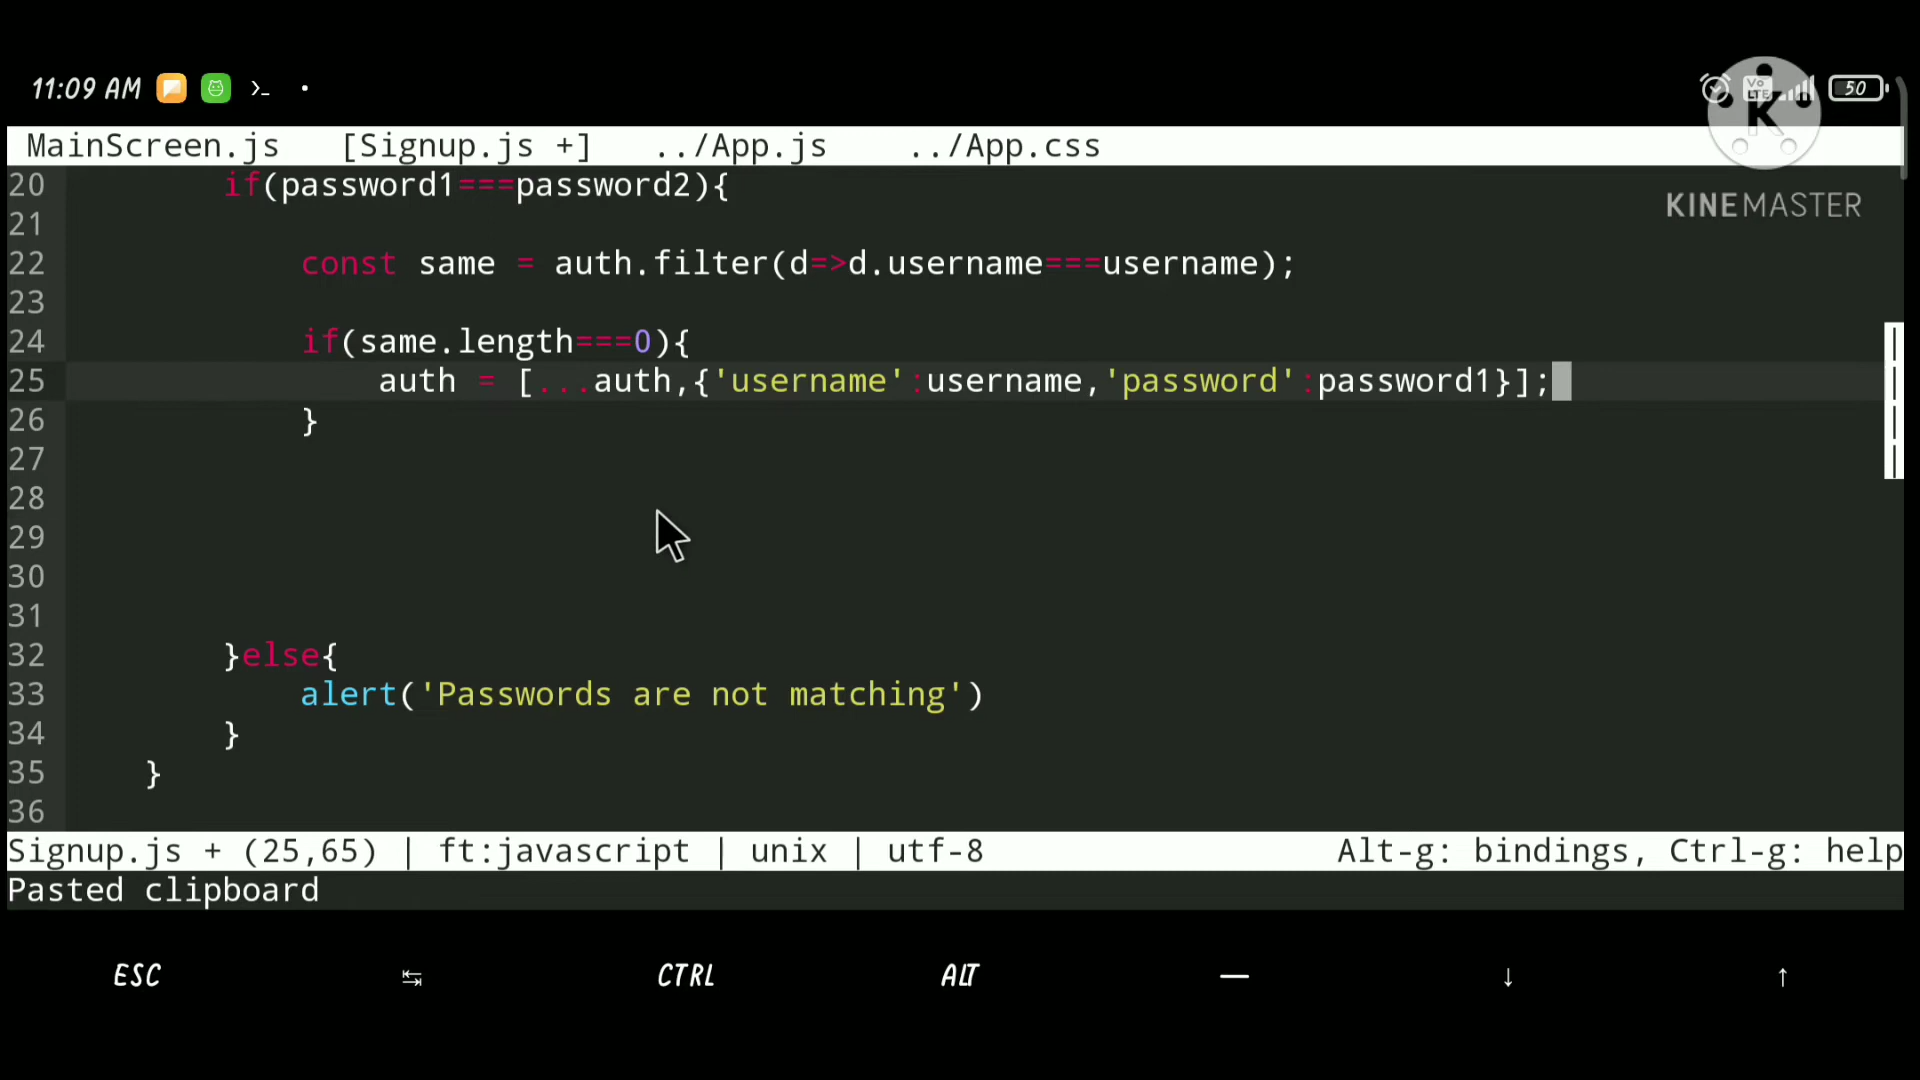 11:09 AM >_ Vo LTE 50
K
KINEMASTER
MainScreen.js [Signup.js +] ../App.js ../App.css
20 if(password1===password2){
21
22 const same = auth.filter(d=>d.username===username);
23
24 if(same.length===0){
25 auth = [...auth,{'username':username,'password':password1}];
26 }
27
28
29
30
31
32 }else{
33 alert('Passwords are not matching')
34 }
35 }
36
Signup.js + (25,65) | ft:javascript | unix | utf-8 Alt-g: bindings, Ctrl-g: help
Pasted clipboard
ESC ↹ CTRL ALT — ↓ ↑